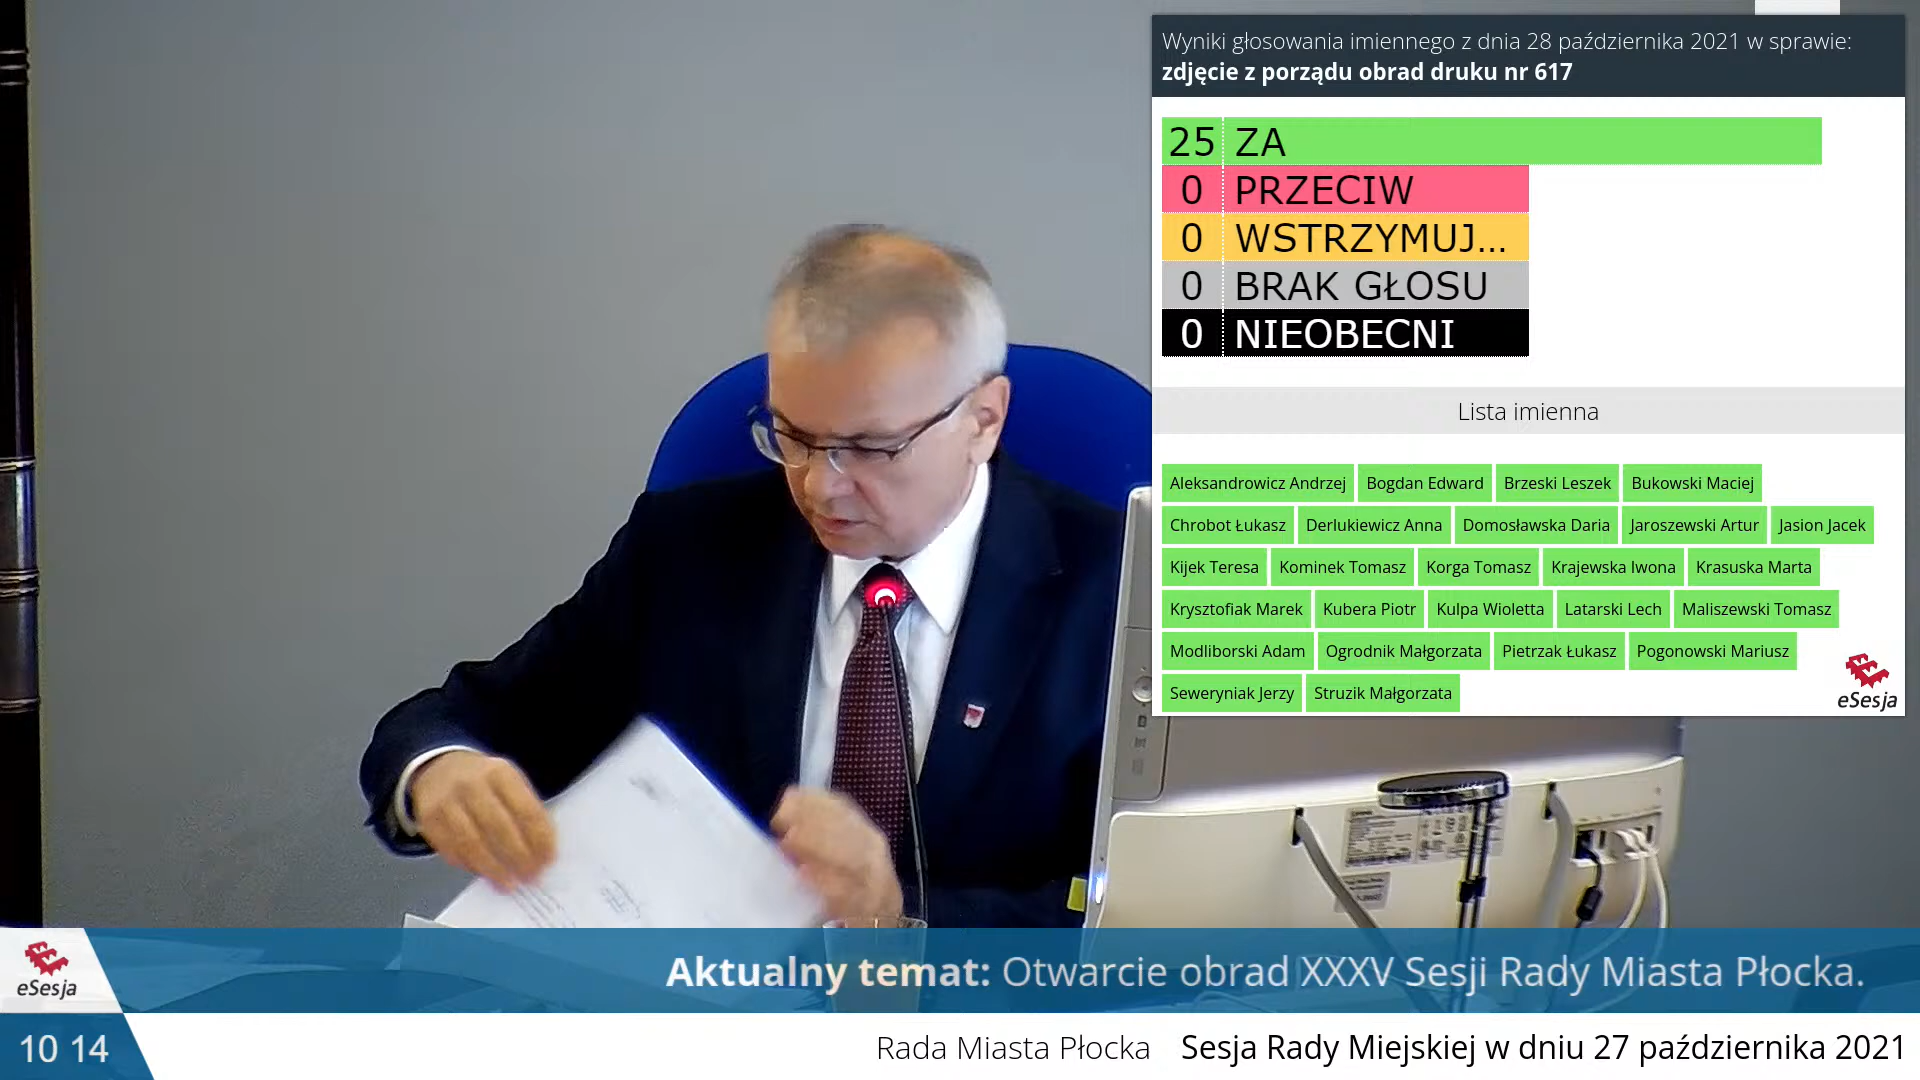 Wyniki głosowania imiennego z dnia 28 października 2021 w sprawie:
zdjęcie z porządu obrad druku nr 617
25 ZA
0 PRZECIW
0 WSTRZYMUJ...
0 BRAK GŁOSU
0 NIEOBECNI
Lista imienna
Aleksandrowicz Andrzej Bogdan Edward Brzeski Leszek Bukowski Maciej
Chrobot Łukasz Derlukiewicz Anna Domosławska Daria Jaroszewski Artur Jasion Jacek
Kijek Teresa Kominek Tomasz Korga Tomasz Krajewska Iwona Krasuska Marta
Krysztofiak Marek Kubera Piotr Kulpa Wioletta Latarski Lech Maliszewski Tomasz
Modliborski Adam Ogrodnik Małgorzata Pietrzak Łukasz Pogonowski Mariusz
Seweryniak Jerzy Struzik Małgorzata
eSesja
eSesja
Aktualny temat: Otwarcie obrad XXXV Sesji Rady Miasta Płocka.
10 14
Rada Miasta Płocka Sesja Rady Miejskiej w dniu 27 października 2021